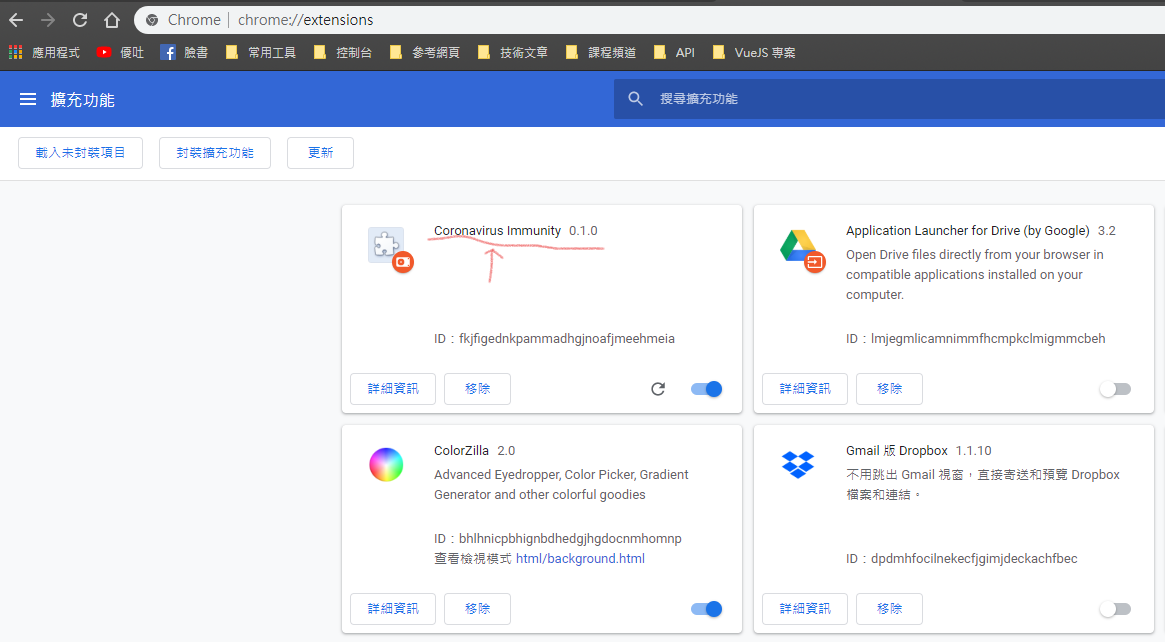 Chrome | chrome://extensions
應用程式 優吐 臉書 常用工具 控制台 參考網頁 技術文章 課程頻道 API VueJS 專案
擴充功能 搜尋擴充功能
載入未封裝項目 封裝擴充功能 更新
Coronavirus Immunity 0.1.0
ID：fkjfigednkpammadhgjnoafjmeehmeia
詳細資訊 移除
Application Launcher for Drive (by Google) 3.2
Open Drive files directly from your browser in
compatible applications installed on your
computer.
ID：lmjegmlicamnimmfhcmpkclmigmmcbeh
詳細資訊 移除
ColorZilla 2.0
Advanced Eyedropper, Color Picker, Gradient
Generator and other colorful goodies
ID：bhlhnicpbhignbdhedgjhgdocnmhomnp
查看檢視模式 html/background.html
詳細資訊 移除
Gmail 版 Dropbox 1.1.10
不用跳出 Gmail 視窗，直接寄送和預覽 Dropbox
檔案和連結。
ID：dpdmhfocilnekecfjgimjdeckachfbec
詳細資訊 移除